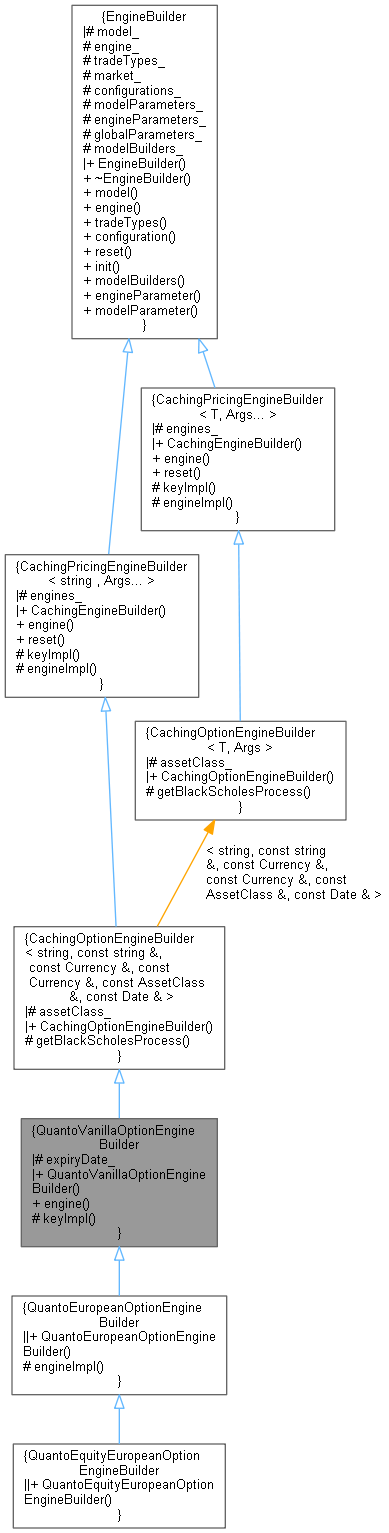 {EngineBuilder
|# model_
# engine_
# tradeTypes_
# market_
# configurations_
# modelParameters_
# engineParameters_
# globalParameters_
# modelBuilders_
|+ EngineBuilder()
+ ~EngineBuilder()
+ model()
+ engine()
+ tradeTypes()
+ configuration()
+ reset()
+ init()
+ modelBuilders()
+ engineParameter()
+ modelParameter()
}
{CachingPricingEngineBuilder
< T, Args... >
|# engines_
|+ CachingEngineBuilder()
+ engine()
+ reset()
# keyImpl()
# engineImpl()
}
{CachingPricingEngineBuilder
< string , Args... >
|# engines_
|+ CachingEngineBuilder()
+ engine()
+ reset()
# keyImpl()
# engineImpl()
}
{CachingOptionEngineBuilder
< T, Args >
|# assetClass_
|+ CachingOptionEngineBuilder()
# getBlackScholesProcess()
}
< string, const string
&, const Currency &,
const Currency &, const
AssetClass &, const Date & >
{CachingOptionEngineBuilder
< string, const string &,
const Currency &, const
Currency &, const AssetClass
&, const Date & >
|# assetClass_
|+ CachingOptionEngineBuilder()
# getBlackScholesProcess()
}
{QuantoVanillaOptionEngine
Builder
|# expiryDate_
|+ QuantoVanillaOptionEngine
Builder()
+ engine()
# keyImpl()
}
{QuantoEuropeanOptionEngine
Builder
||+ QuantoEuropeanOptionEngine
Builder()
# engineImpl()
}
{QuantoEquityEuropeanOption
EngineBuilder
||+ QuantoEquityEuropeanOption
EngineBuilder()
}